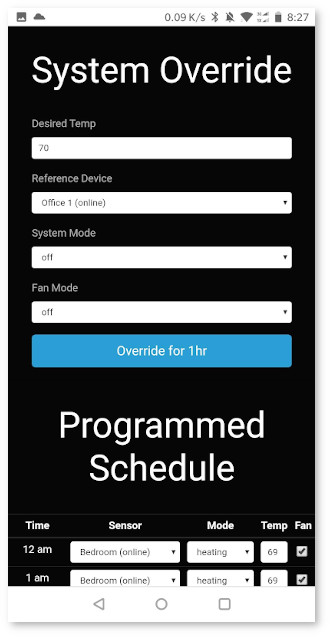 0.09 K/s 8:27
System Override
Desired Temp
70
Reference Device
Office 1 (online)
System Mode
off
Fan Mode
off
Override for 1hr
Programmed
Schedule
Time Sensor Mode Temp Fan
12 am Bedroom (online) heating 69
1 am Bedroom (online) heating 69